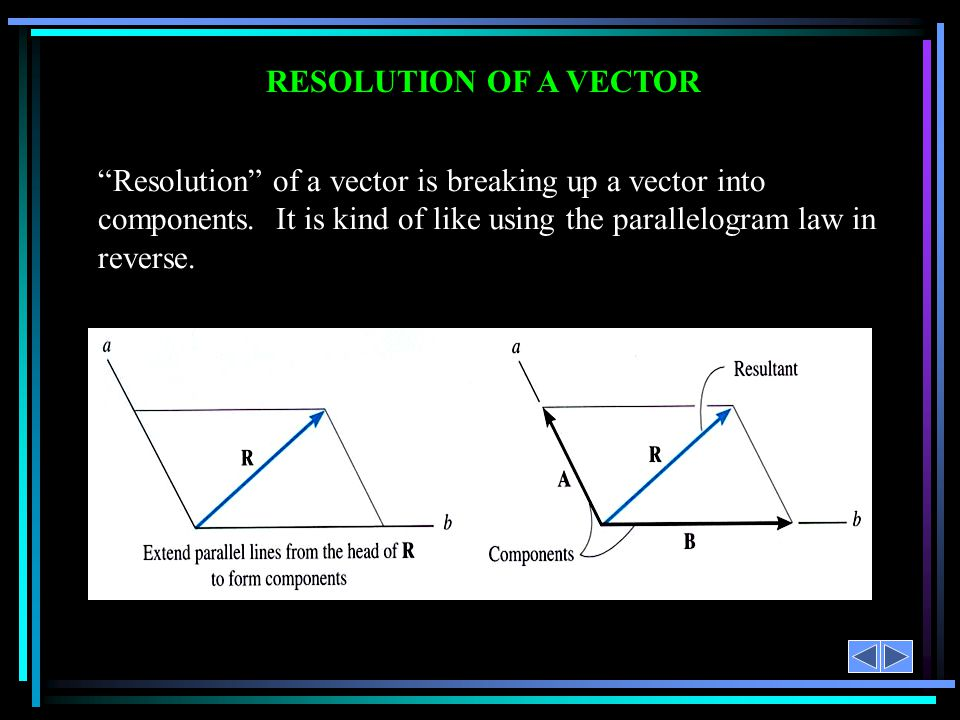 RESOLUTION OF A VECTOR
“Resolution” of a vector is breaking up a vector into
components. It is kind of like using the parallelogram law in
reverse.
a
R
b
Extend parallel lines from the head of R
to form components
a
Resultant
R
A
b
B
Components